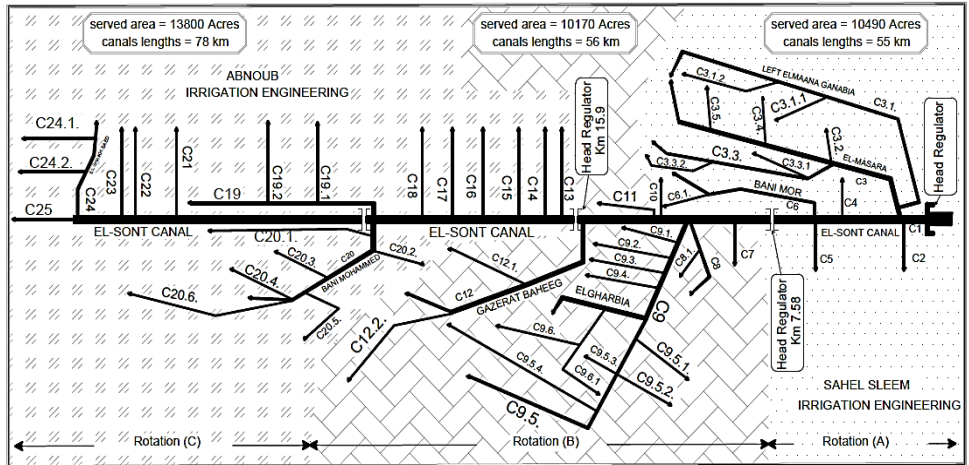 served area = 13800 Acres
canals lengths = 78 km
served area = 10170 Acres
canals lengths = 56 km
served area = 10490 Acres
canals lengths = 55 km
ABNOUB
IRRIGATION ENGINEERING
Head Regulator
Km 15.9
LEFT ELMAANA GANABIA
C3.1.2
C3.1.1
C3.1.
C3.5.
C3.4
C3.2.
C3.3.
C3.3.1
C3.3.2
EL-MASARA
C3
Head Regulator
C24.1.
C24.2.
C24
C23
C22
C21
C19.2
C19.1
C19
C18
C17
C16
C15
C14
C13
C11
C10
C6.1
BANI MOR
C6
C4
C1
C25
EL-SONT CANAL
EL-SONT CANAL
EL-SONT CANAL
C20.1.
C20.2.
C20.3.
C20
BANI MOHAMMED
C20.4.
C20.6.
C20.5.
C12.1.
C12
GAZERAT BAHEEG
C12.2.
C9.1.
C9.2.
C9.3.
C9.4.
C8.1.
C8
C7
C5
C2
Head Regulator
Km 7.58
ELGHARBIA
C9
C9.6.
C9.5.3.
C9.5.4.
C9.6.1
C9.5.1.
C9.5.2.
C9.5.
SAHEL SLEEM
IRRIGATION ENGINEERING
Rotation (C)
Rotation (B)
Rotation (A)